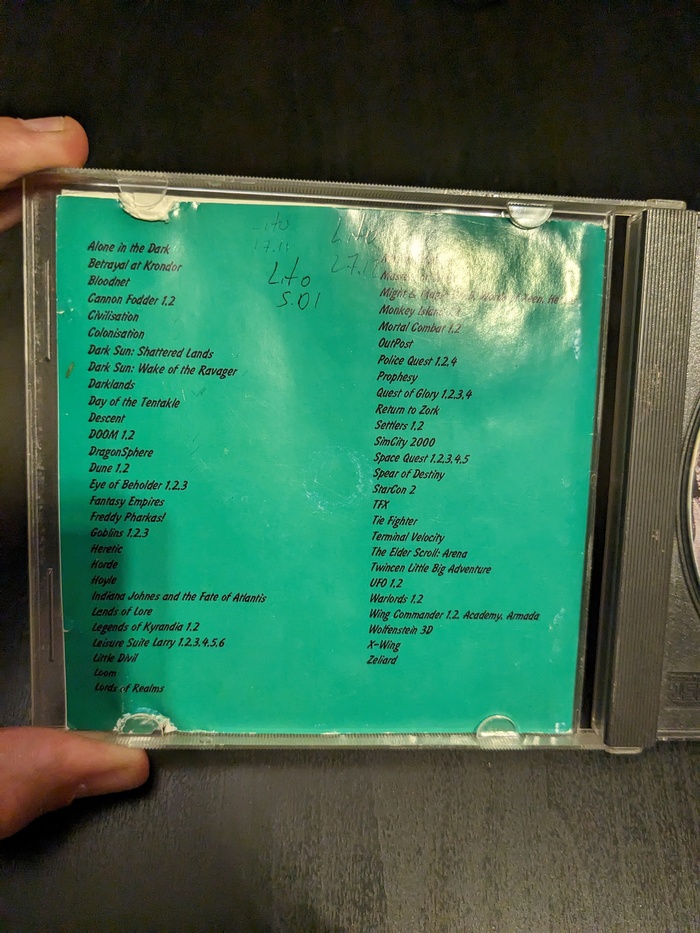 Lito
17.11
Lito
5.01
Alone in the Dark
Betrayal at Krondor
Bloodnet
Cannon Fodder 1.2
Civilisation
Colonisation
Dark Sun: Shattered Lands
Dark Sun: Wake of the Ravager
Darklands
Day of the Tentakle
Descent
DOOM 1.2
DragonSphere
Dune 1.2
Eye of Beholder 1.2.3
Fantasy Empires
Freddy Pharkas!
Goblins 1.2.3
Heretic
Horde
Hoyle
Indiana Johnes and the Fate of Atlantis
Lands of Lore
Legends of Kyrandia 1.2
Leisure Suite Larry 1.2.3.4.5.6
Little Divil
Loom
Lords of Realms
Might &
Monkey Island
Mortal Combat 1.2
OutPost
Police Quest 1.2.4
Prophesy
Quest of Glory 1.2.3.4
Return to Zork
Settlers 1.2
SimCity 2000
Space Quest 1.2.3.4.5
Spear of Destiny
StarCon 2
TFX
Tie Fighter
Terminal Velocity
The Elder Scroll: Arena
Twincen Little Big Adventure
UFO 1.2
Warlords 1.2
Wing Commander 1.2. Academy. Armada
Wolfenstein 3D
X-Wing
Zeliard